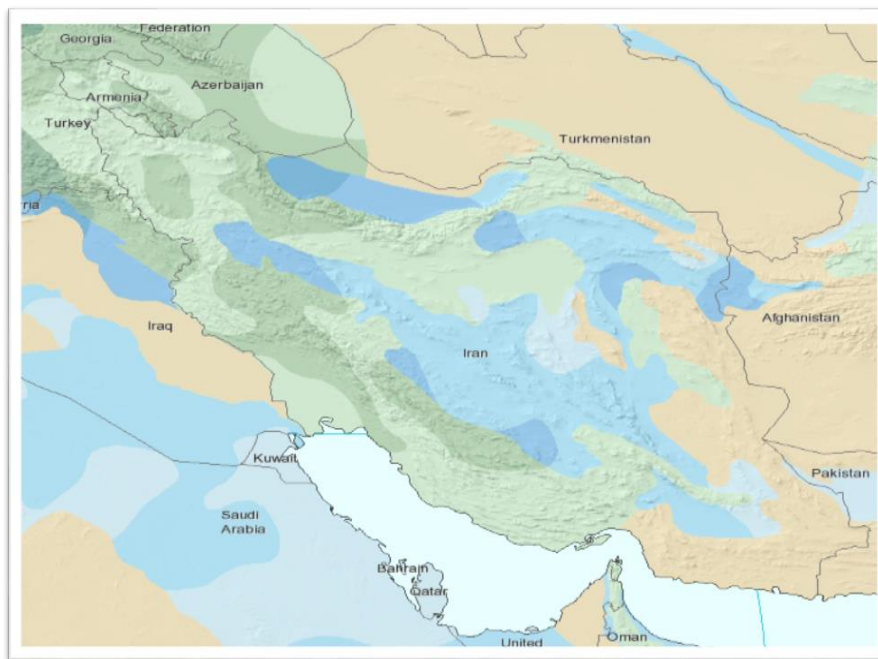 Federation
Georgia
Azerbaijan
Armenia
Turkey
Turkmenistan
ria
Iraq
Afghanistan
Iran
Kuwait
Pakistan
Saudi
Arabia
Bahrain
Qatar
United
Oman